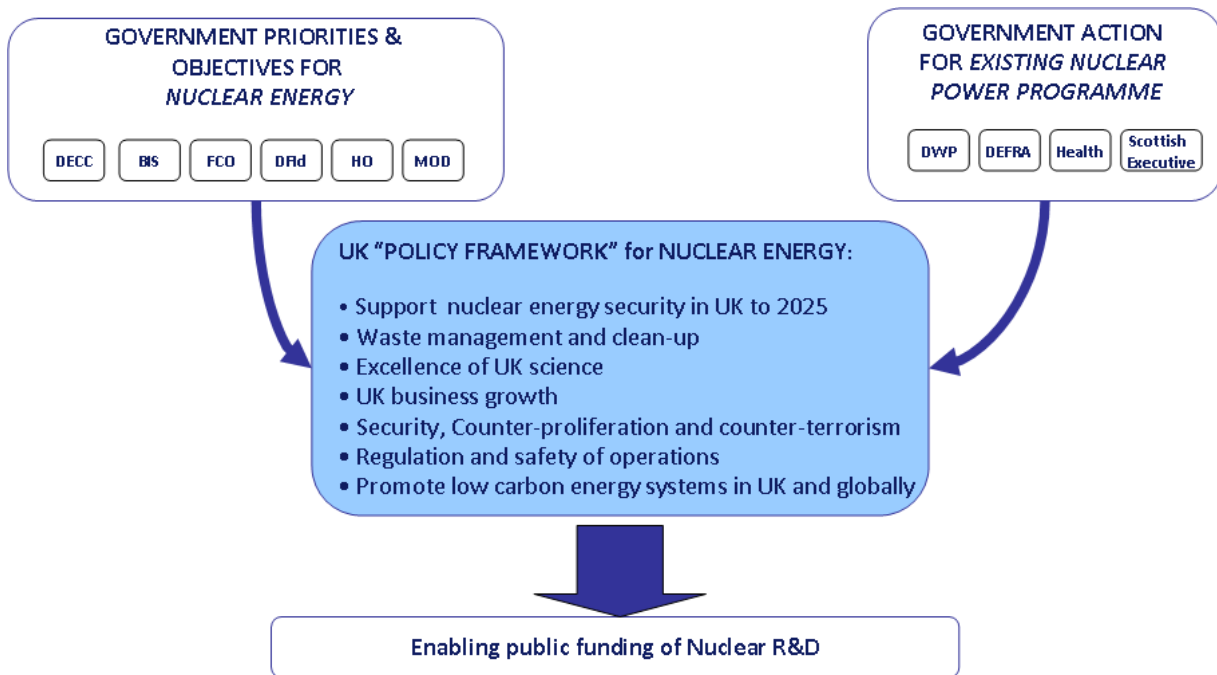 GOVERNMENT PRIORITIES &
OBJECTIVES FOR
NUCLEAR ENERGY
DECC
BIS
FCO
DFId
HO
MOD
GOVERNMENT ACTION
FOR EXISTING NUCLEAR
POWER PROGRAMME
DWP
DEFRA
Health
Scottish
Executive
UK “POLICY FRAMEWORK” for NUCLEAR ENERGY:
• Support nuclear energy security in UK to 2025
• Waste management and clean-up
• Excellence of UK science
• UK business growth
• Security, Counter-proliferation and counter-terrorism
• Regulation and safety of operations
• Promote low carbon energy systems in UK and globally
Enabling public funding of Nuclear R&D